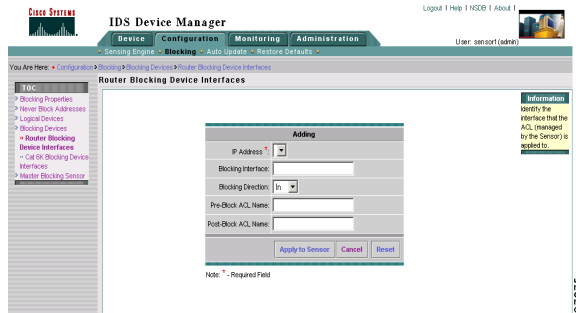 Cisco Systems
IDS Device Manager
Logout | Help | NSDB | About |
Device Configuration Monitoring Administration
Sensing Engine Blocking Auto Update Restore Defaults
User: sensor1 (admin)
You Are Here: Configuration > Blocking > Blocking Devices > Router Blocking Device Interfaces
Router Blocking Device Interfaces
TOC
Blocking Properties
Never Block Addresses
Logical Devices
Blocking Devices
Router Blocking
Device Interfaces
Cat 6K Blocking Device
Interfaces
Master Blocking Sensor
Adding
IP Address *:
Blocking Interface:
Blocking Direction: In
Pre-Block ACL Name:
Post-Block ACL Name:
Apply to Sensor Cancel Reset
Note: * - Required Field
Information
Identify the
interface that the
ACL (managed
by the Sensor) is
applied to.